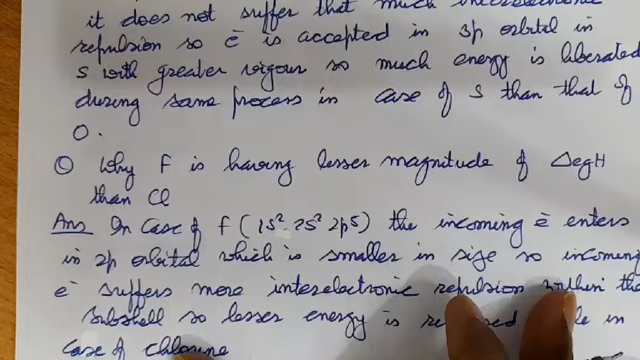 it does not suffer that much interelectronic
repulsion so ē is accepted in 3p orbital in
S with greater vigour so much energy is liberated
during same process in case of S than that of
O.
© Why F is having lesser magnitude of ΔegH
than Cl
Ans In case of f (1S² 2S² 2p5) the incoming ē enters
in 2p orbital which is smaller in size so incoming
ē suffers more interelectronic repulsion within the
subshell so lesser energy is in
case of chlorine